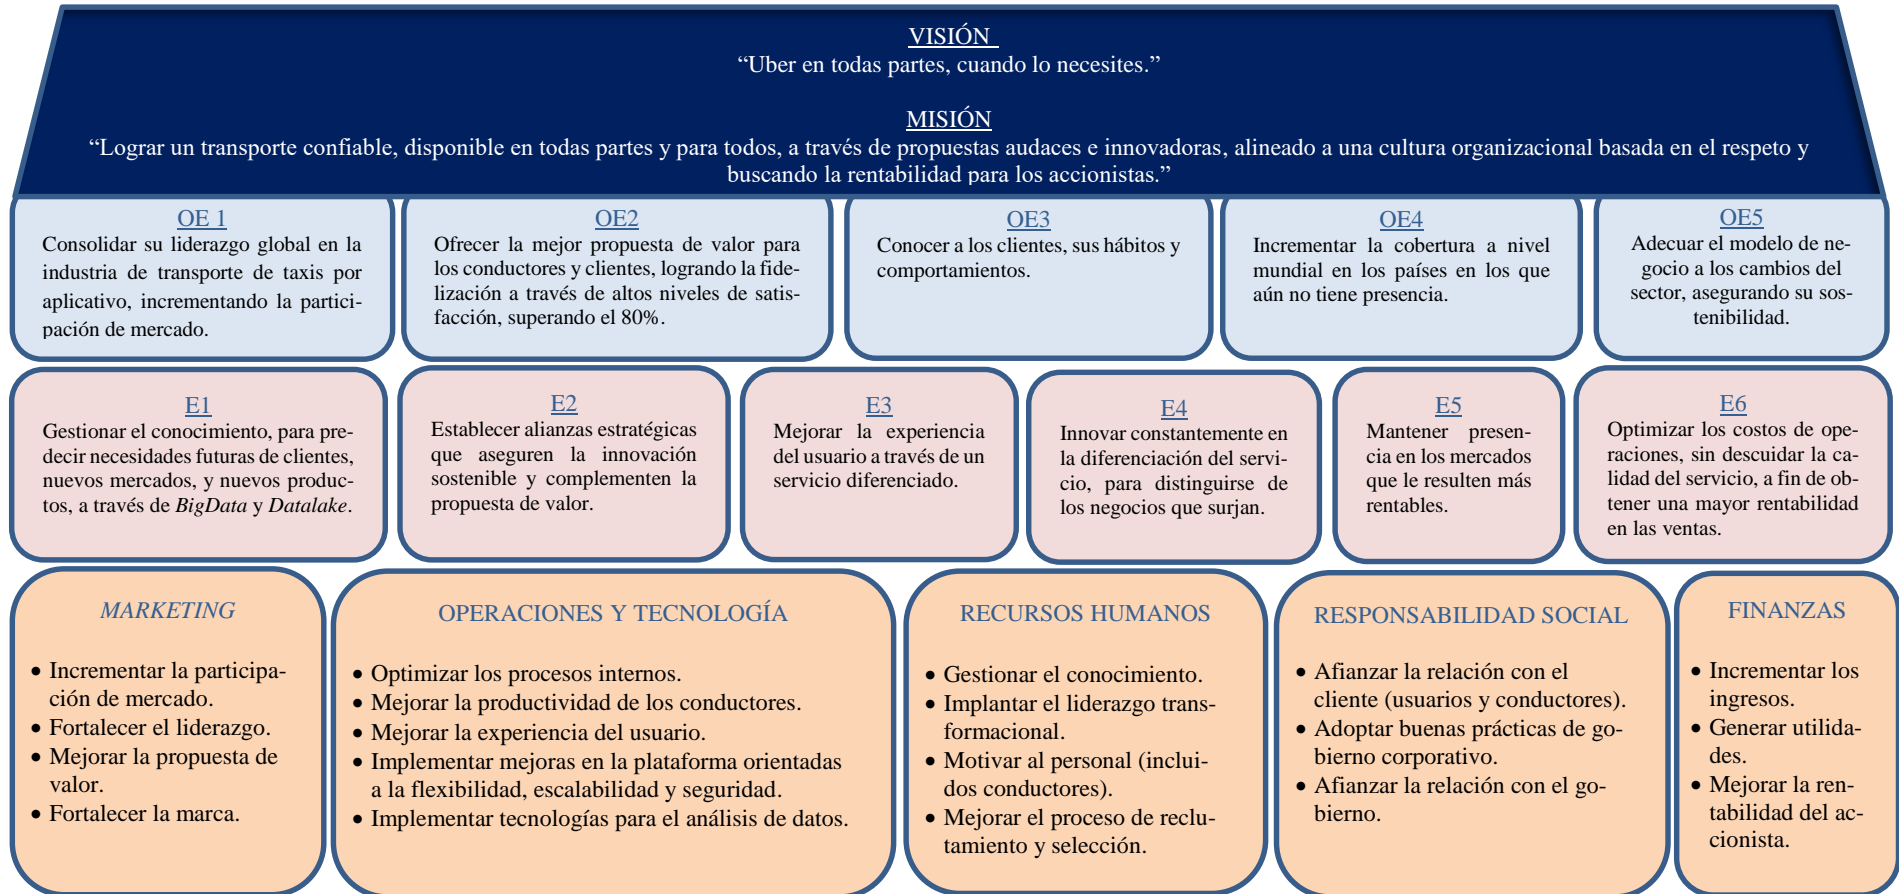 VISIÓN
“Uber en todas partes, cuando lo necesites.”
MISIÓN
“Lograr un transporte confiable, disponible en todas partes y para todos, a través de propuestas audaces e innovadoras, alineado a una cultura organizacional basada en el respeto y
buscando la rentabilidad para los accionistas.”
OE 1
Consolidar su liderazgo global en la
industria de transporte de taxis por
aplicativo, incrementando la partici-
pación de mercado.
OE2
Ofrecer la mejor propuesta de valor para
los conductores y clientes, logrando la fide-
lización a través de altos niveles de satis-
facción, superando el 80%.
OE3
Conocer a los clientes, sus hábitos y
comportamientos.
OE4
Incrementar la cobertura a nivel
mundial en los países en los que
aún no tiene presencia.
OE5
Adecuar el modelo de ne-
gocio a los cambios del
sector, asegurando su sos-
tenibilidad.
E1
Gestionar el conocimiento, para pre-
decir necesidades futuras de clientes,
nuevos mercados, y nuevos produc-
tos, a través de BigData y Datalake.
E2
Establecer alianzas estratégicas
que aseguren la innovación
sostenible y complementen la
propuesta de valor.
E3
Mejorar la experiencia
del usuario a través de un
servicio diferenciado.
E4
Innovar constantemente en
la diferenciación del servi-
cio, para distinguirse de
los negocios que surjan.
E5
Mantener presen-
cia en los mercados
que le resulten más
rentables.
E6
Optimizar los costos de ope-
raciones, sin descuidar la ca-
lidad del servicio, a fin de ob-
tener una mayor rentabilidad
en las ventas.
MARKETING
• Incrementar la participa-
ción de mercado.
• Fortalecer el liderazgo.
• Mejorar la propuesta de
valor.
• Fortalecer la marca.
OPERACIONES Y TECNOLOGÍA
• Optimizar los procesos internos.
• Mejorar la productividad de los conductores.
• Mejorar la experiencia del usuario.
• Implementar mejoras en la plataforma orientadas
a la flexibilidad, escalabilidad y seguridad.
• Implementar tecnologías para el análisis de datos.
RECURSOS HUMANOS
• Gestionar el conocimiento.
• Implantar el liderazgo trans-
formacional.
• Motivar al personal (inclui-
dos conductores).
• Mejorar el proceso de reclu-
tamiento y selección.
RESPONSABILIDAD SOCIAL
• Afianzar la relación con el
cliente (usuarios y conductores).
• Adoptar buenas prácticas de go-
bierno corporativo.
• Afianzar la relación con el go-
bierno.
FINANZAS
• Incrementar los
ingresos.
• Generar utilida-
des.
• Mejorar la ren-
tabilidad del ac-
cionista.